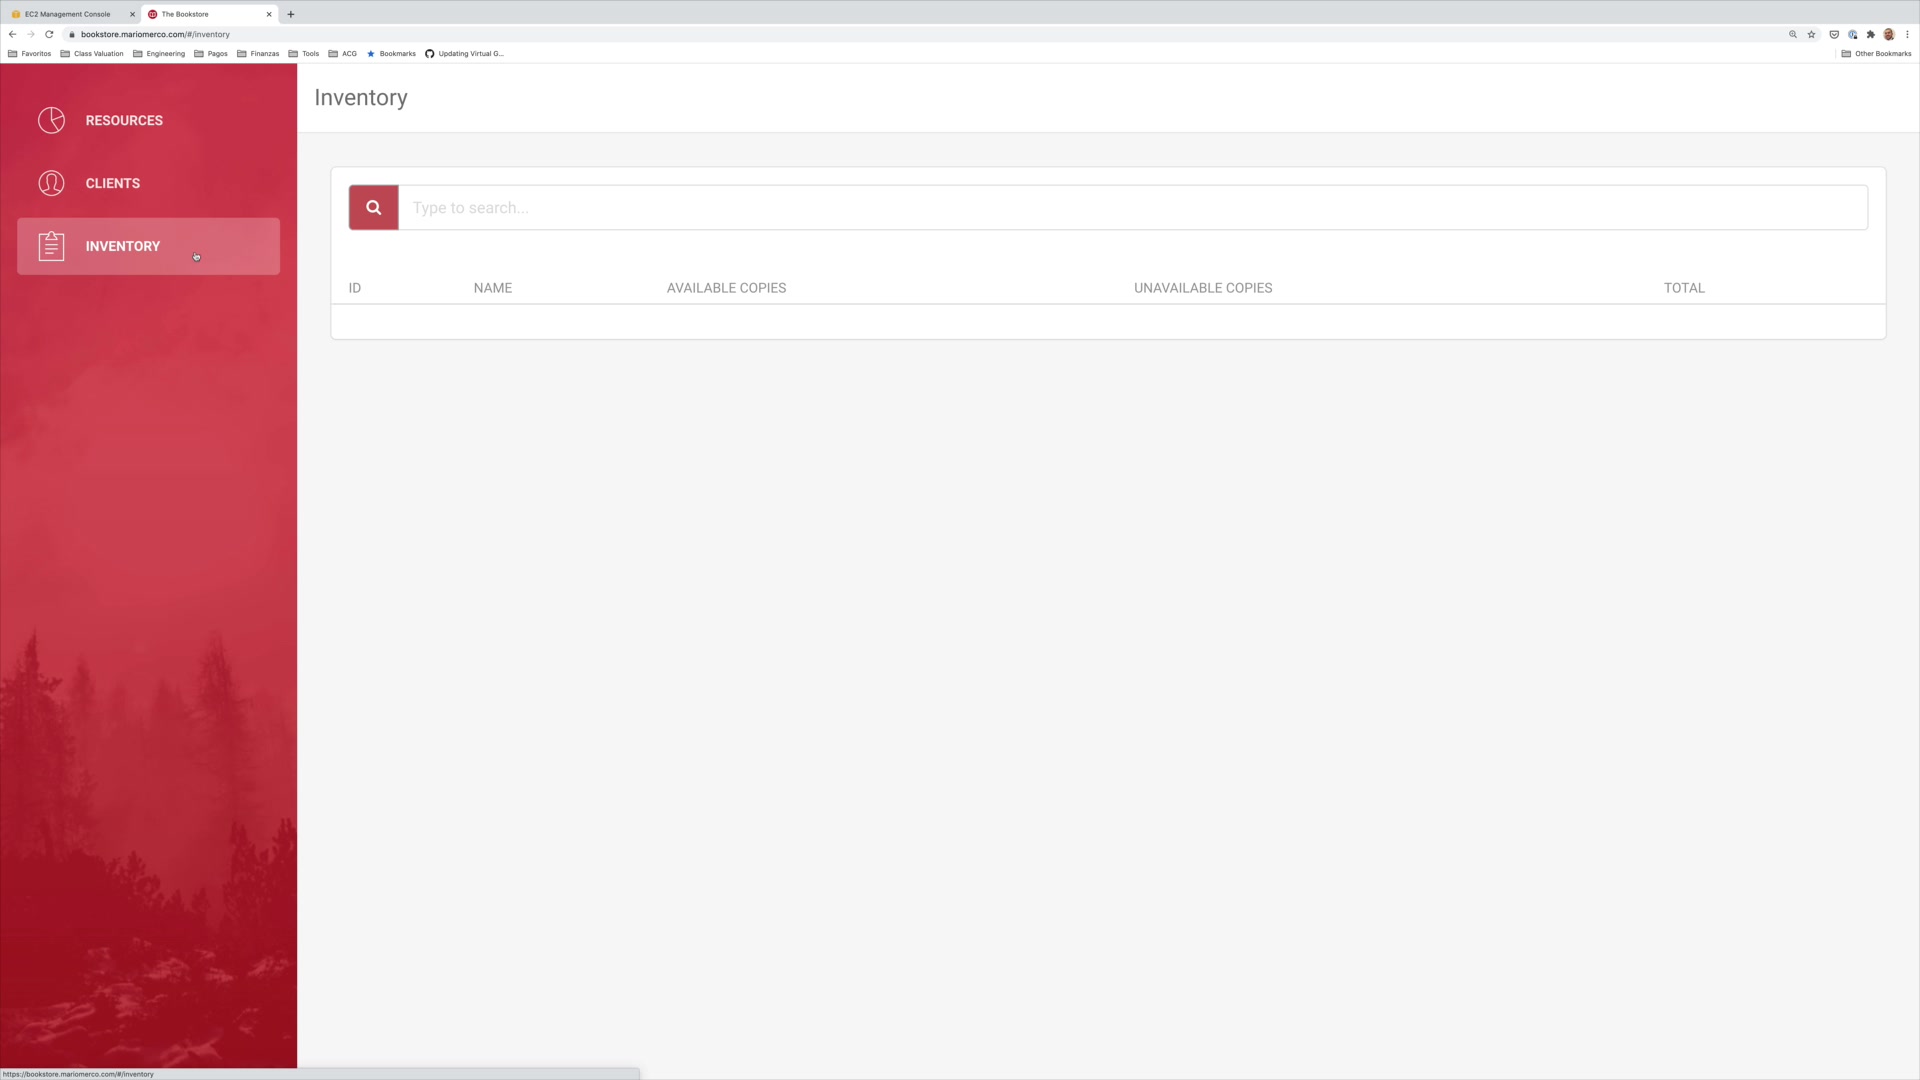 EC2 Management Console
The Bookstore
bookstore.mariomerco.com/#/inventory
Favoritos Class Valuation Engineering Pagos Finanzas Tools ACG Bookmarks Updating Virtual G... Other Bookmarks
RESOURCES
CLIENTS
INVENTORY
Inventory
Type to search...
ID NAME AVAILABLE COPIES UNAVAILABLE COPIES TOTAL
https://bookstore.mariomerco.com/#/inventory